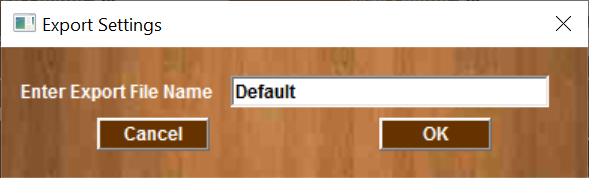 Export Settings
Enter Export File Name Default
Cancel OK